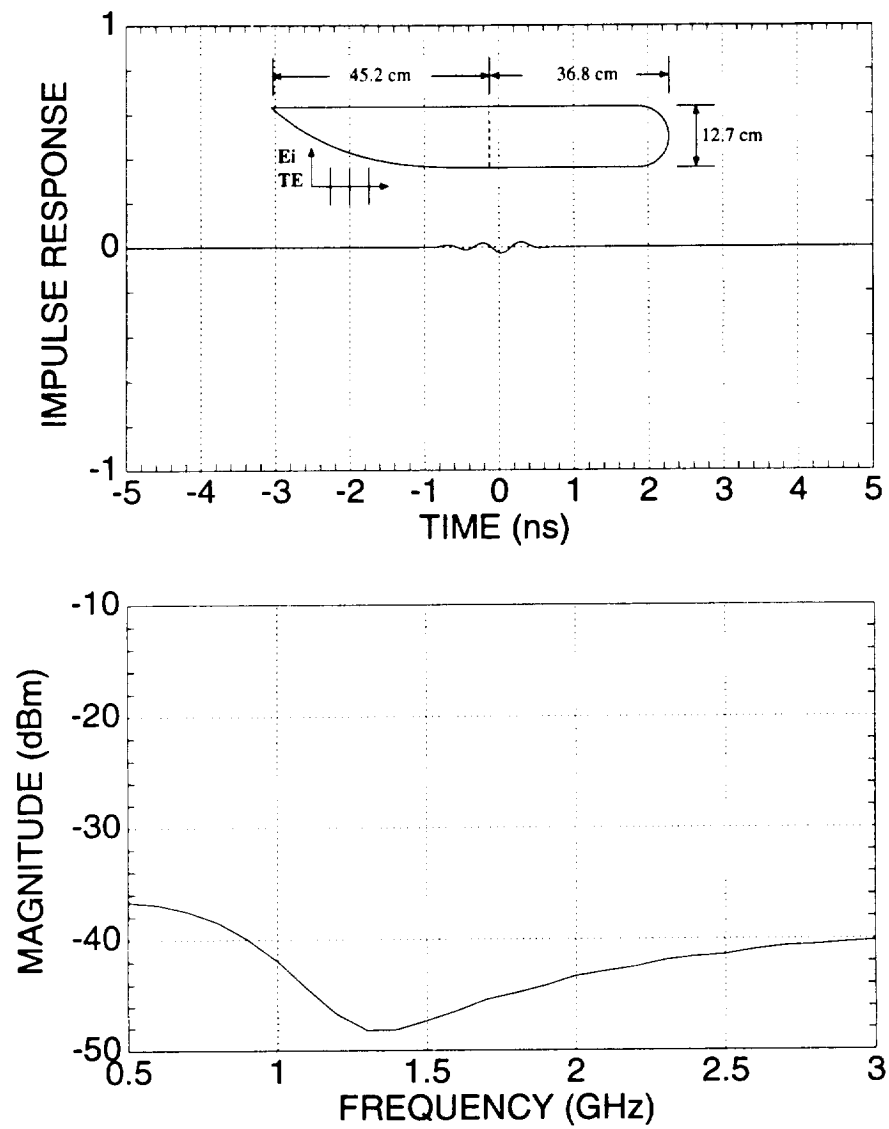 IMPULSE RESPONSE
1
0
-1
45.2 cm
36.8 cm
12.7 cm
Ei
TE
-5 -4 -3 -2 -1 0 1 2 3 4 5
TIME (ns)
MAGNITUDE (dBm)
-10
-20
-30
-40
-50
0.5 1 1.5 2 2.5 3
FREQUENCY (GHz)